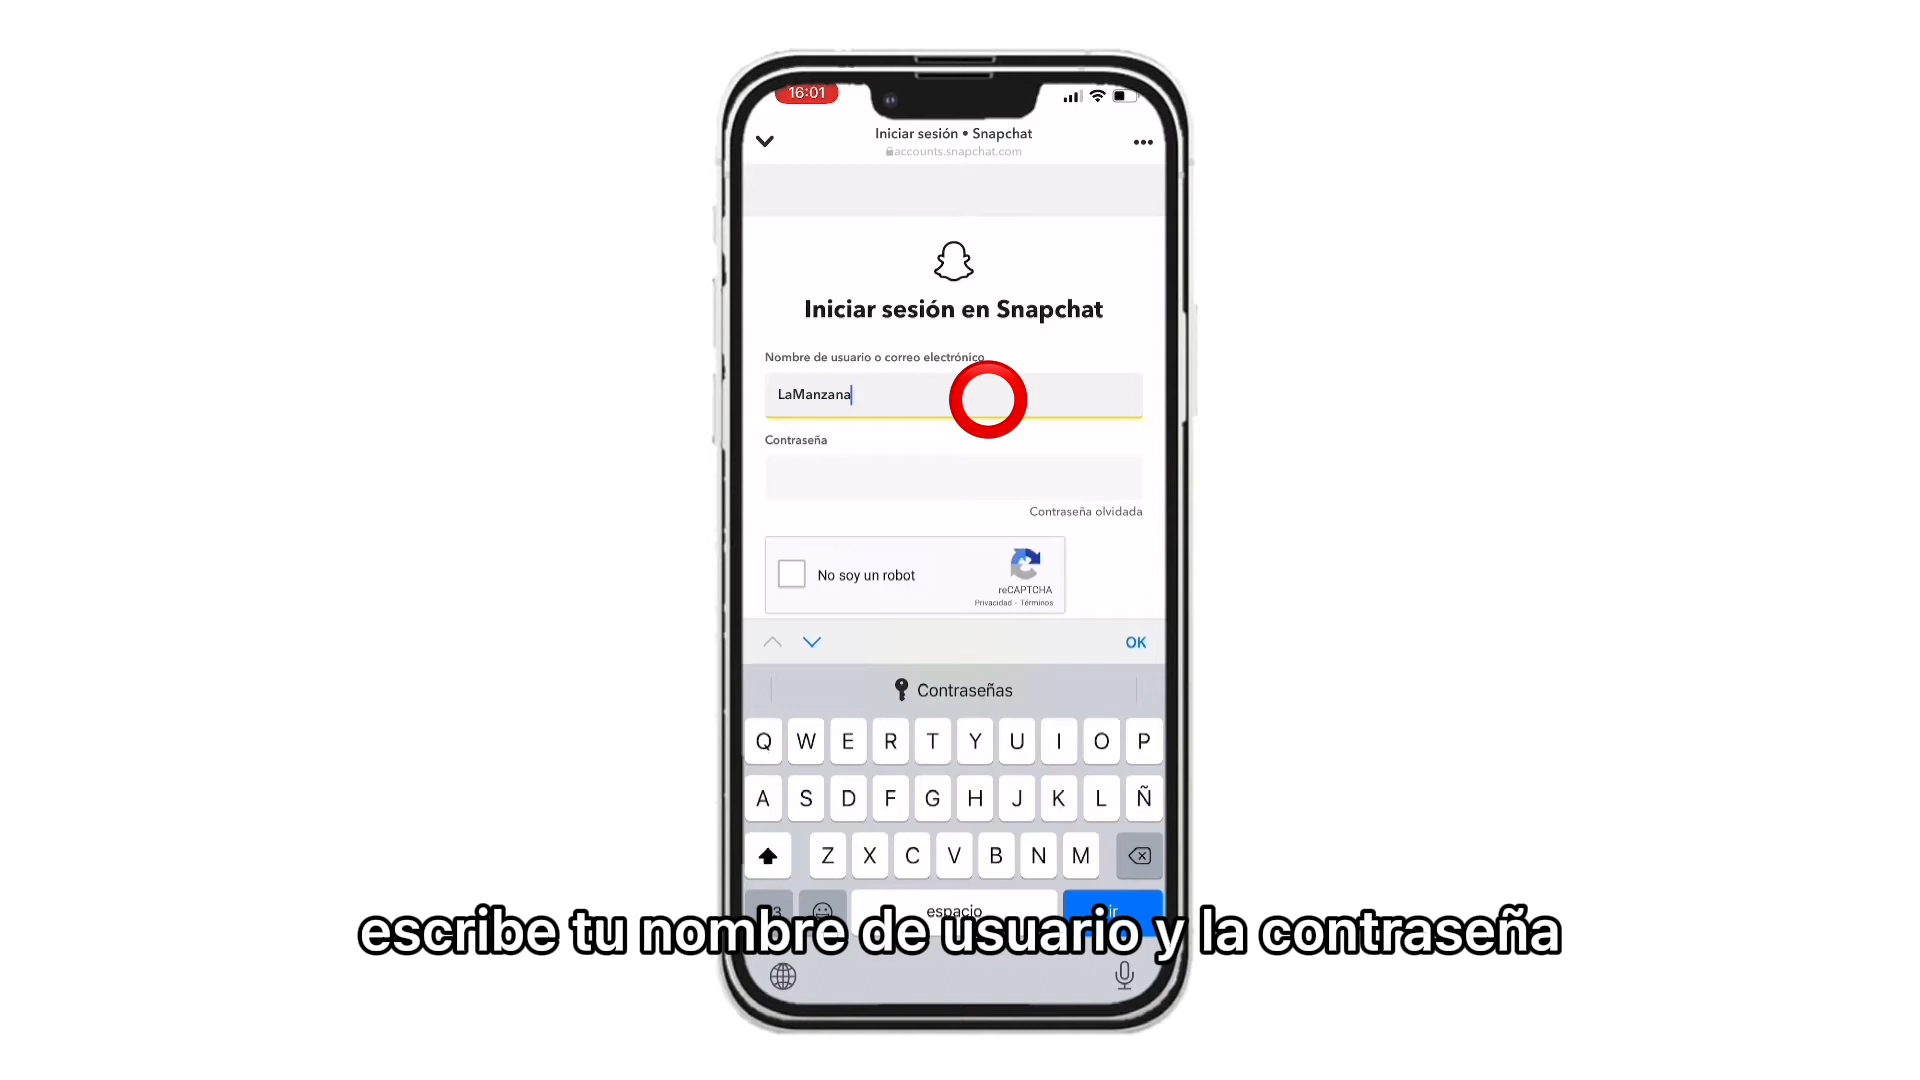 16:01
Iniciar sesión • Snapchat
accounts.snapchat.com
Iniciar sesión en Snapchat
Nombre de usuario o correo electrónico
LaManzana
Contraseña
Contraseña olvidada
No soy un robot
reCAPTCHA
Privacidad - Términos
OK
Contraseñas
Q W E R T Y U I O P
A S D F G H J K L Ñ
Z X C V B N M
espacio
escribe tu nombre de usuario y la contraseña